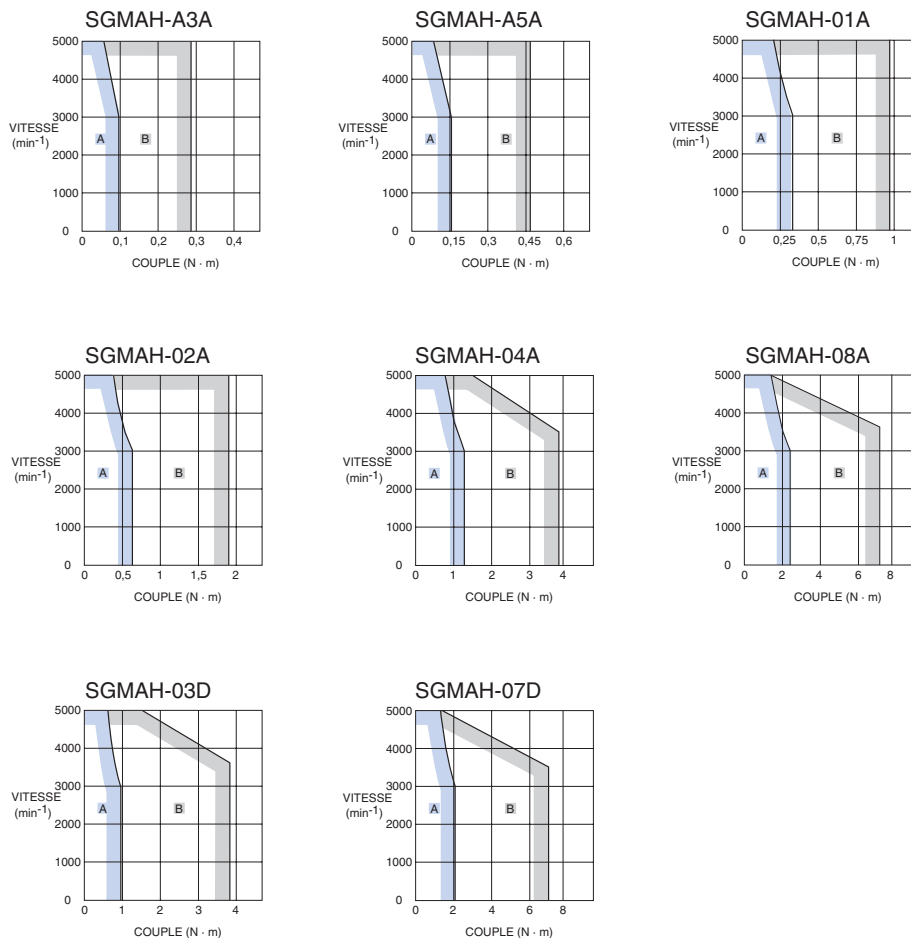 SGMAH-A3A
5000
4000
3000
VITESSE
(min-1)
A
B
2000
1000
0
0
0,1
0,2
0,3
0,4
COUPLE (N · m)
SGMAH-A5A
5000
4000
3000
VITESSE
(min-1)
A
B
2000
1000
0
0
0,15
0,3
0,45
0,6
COUPLE (N · m)
SGMAH-01A
5000
4000
3000
VITESSE
(min-1)
A
B
2000
1000
0
0
0,25
0,5
0,75
1
COUPLE (N · m)
SGMAH-02A
5000
4000
3000
VITESSE
(min-1)
A
B
2000
1000
0
0
0,5
1
1,5
2
COUPLE (N · m)
SGMAH-04A
5000
4000
3000
VITESSE
(min-1)
A
B
2000
1000
0
0
1
2
3
4
COUPLE (N · m)
SGMAH-08A
5000
4000
3000
VITESSE
(min-1)
A
B
2000
1000
0
0
2
4
6
8
COUPLE (N · m)
SGMAH-03D
5000
4000
3000
VITESSE
(min-1)
A
B
2000
1000
0
0
1
2
3
4
COUPLE (N · m)
SGMAH-07D
5000
4000
3000
VITESSE
(min-1)
A
B
2000
1000
0
0
2
4
6
8
COUPLE (N · m)